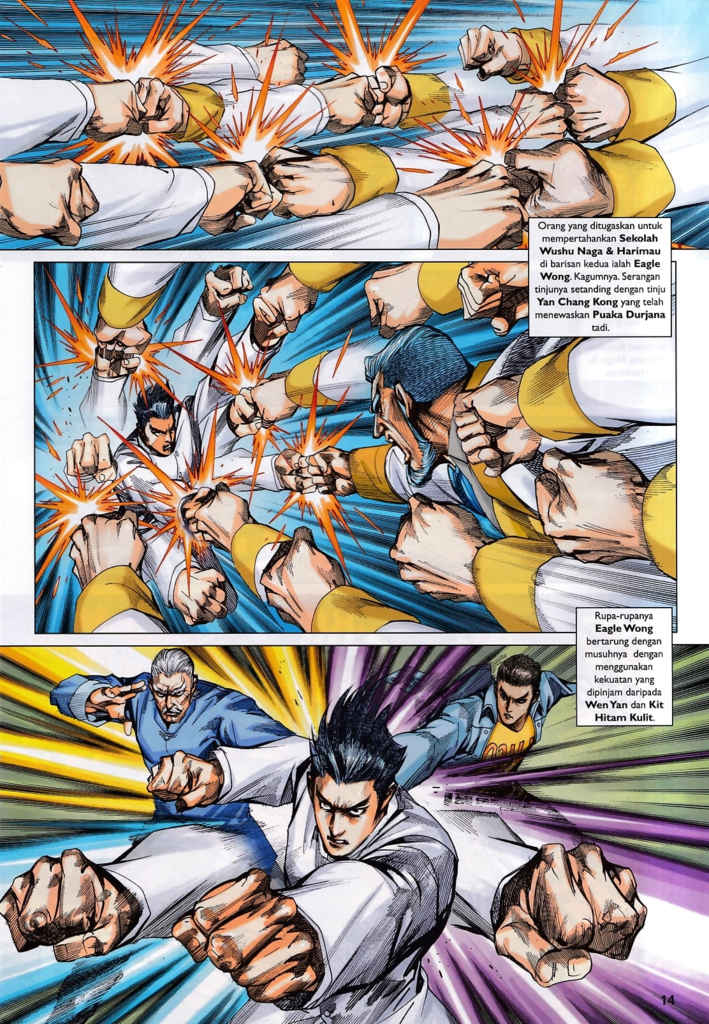 Orang yang ditugaskan untuk
mempertahankan Sekolah
Wushu Naga & Harimau
di barisan kedua ialah Eagle
Wong. Kagumnya. Serangan
tinjunya setanding dengan tinju
Yan Chang Kong yang telah
menewaskan Puaka Durjana
tadi.
Rupa-rupanya
Eagle Wong
bertarung dengan
musuhnya dengan
menggunakan
kekuatan yang
dipinjam daripada
Wen Yan dan Kit
Hitam Kulit.
14